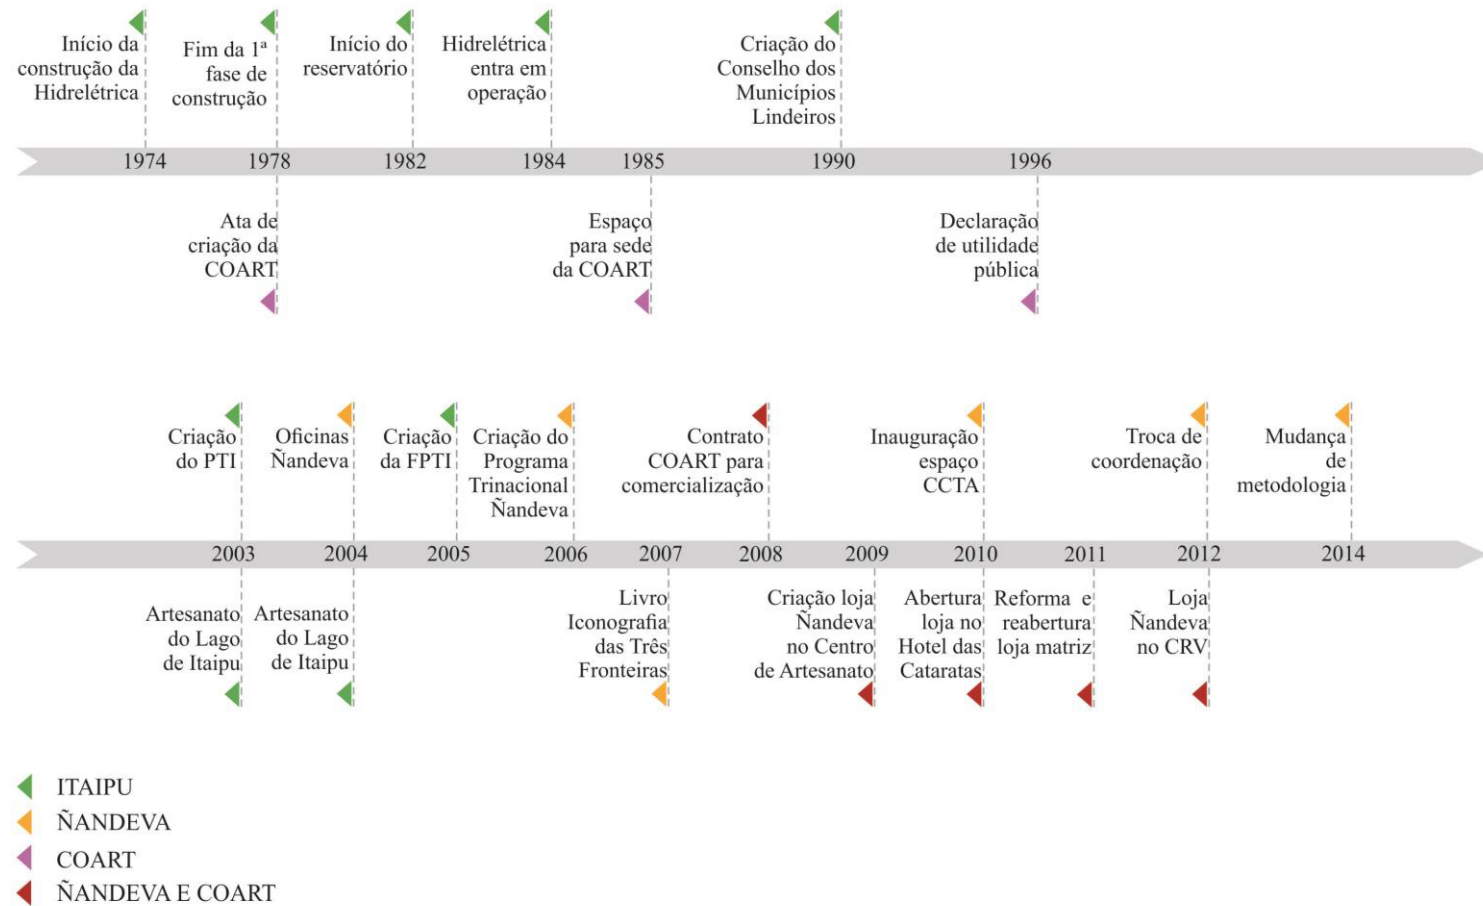 Início da
construção da
Hidrelétrica
Fim da 1ª
fase de
construção
Início do
reservatório
Hidrelétrica
entra em
operação
Criação do
Conselho dos
Municípios
Lindeiros
1974 1978 1982 1984 1985 1990 1996
Ata de
criação da
COART
Espaço
para sede
da COART
Declaração
de utilidade
pública
Criação
do PTI
Oficinas
Ñandeva
Criação
da FPTI
Criação do
Programa
Trinacional
Ñandeva
Contrato
COART para
comercialização
Inauguração
espaço
CCTA
Troca de
coordenação
Mudança
de
metodologia
2003 2004 2005 2006 2007 2008 2009 2010 2011 2012 2014
Artesanato
do Lago
de Itaipu
Artesanato
do Lago
de Itaipu
Livro
Iconografia
das Três
Fronteiras
Criação loja
Ñandeva
no Centro
de Artesanato
Abertura
loja no
Hotel das
Cataratas
Reforma e
reabertura
loja matriz
Loja
Ñandeva
no CRV
ITAIPU
ÑANDEVA
COART
ÑANDEVA E COART